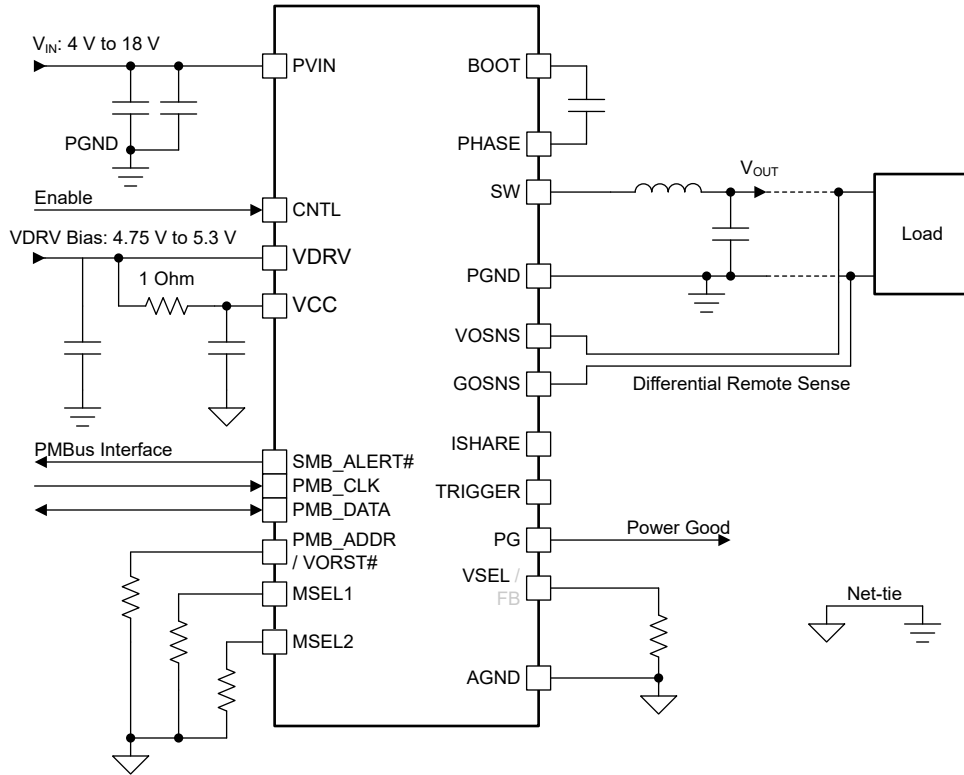 V_IN: 4 V to 18 V
PVIN
PGND
Enable
CNTL
VDRV Bias: 4.75 V to 5.3 V
VDRV
1 Ohm
VCC
PMBus Interface
SMB_ALERT#
PMB_CLK
PMB_DATA
PMB_ADDR
/ VORST#
MSEL1
MSEL2
BOOT
PHASE
SW
V_OUT
Load
PGND
VOSNS
GOSNS
Differential Remote Sense
ISHARE
TRIGGER
PG
Power Good
VSEL /
FB
AGND
Net-tie